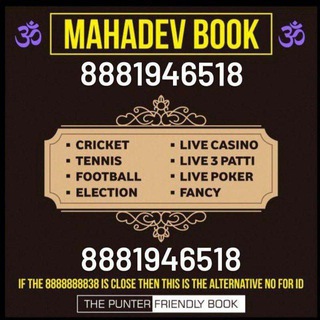 ॐ MAHADEV BOOK ॐ
8881946518
• CRICKET • LIVE CASINO
• TENNIS • LIVE 3 PATTI
• FOOTBALL • LIVE POKER
• ELECTION • FANCY
8881946518
IF THE 8888888838 IS CLOSE THEN THIS IS THE ALTERNATIVE NO FOR ID
THE PUNTER FRIENDLY BOOK